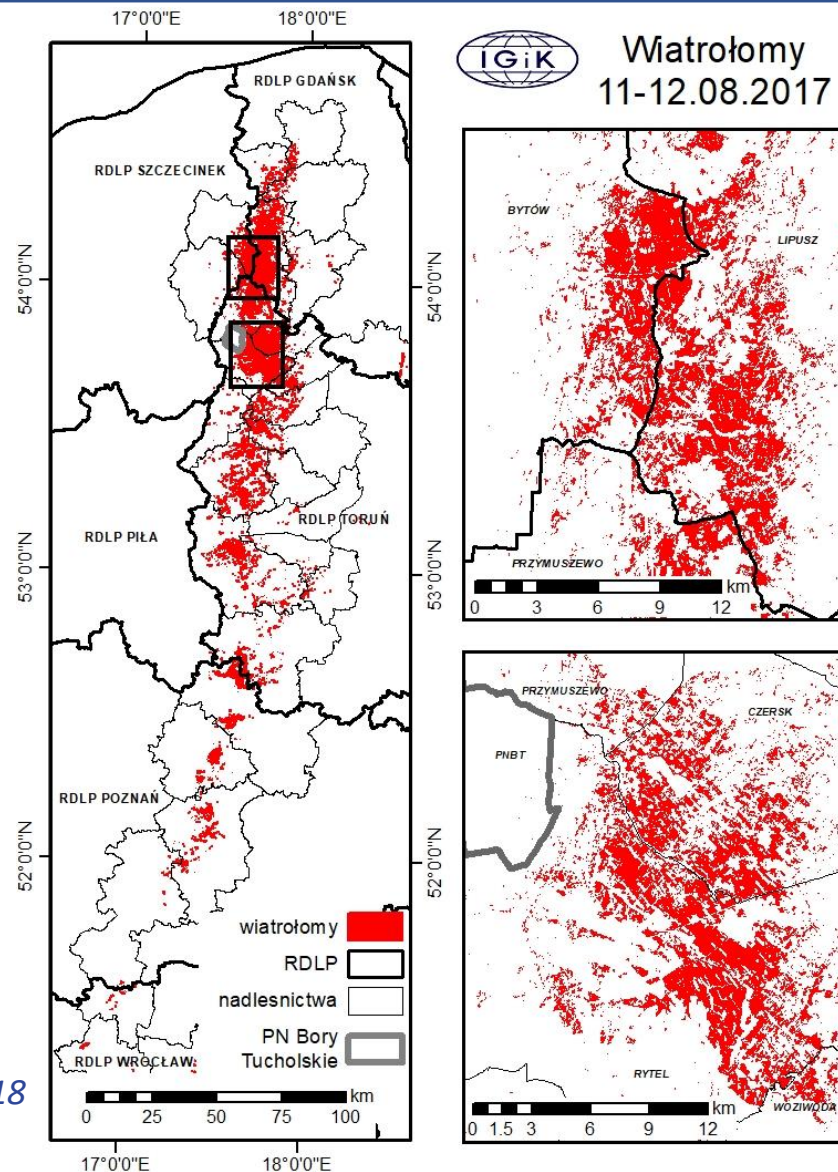 17°0'0"E
18°0'0"E
IGiK
Wiatrołomy
11-12.08.2017
RDLP GDAŃSK
RDLP SZCZECINEK
54°0'0"N
54°0'0"N
BYTÓW
LIPUSZ
PRZYMUSZEWO
0 3 6 9 12 km
RDLP PIŁA
RDLP TORUŃ
53°0'0"N
53°0'0"N
PRZYMUSZEWO
CZERSK
PNBT
RYTEL
WOZIWODA
0 1.5 3 6 9 12 km
RDLP POZNAŃ
52°0'0"N
52°0'0"N
wiatrołomy
RDLP
nadlesnictwa
PN Bory
Tucholskie
RDLP WROCŁAW
18
0 25 50 75 100 km
17°0'0"E
18°0'0"E